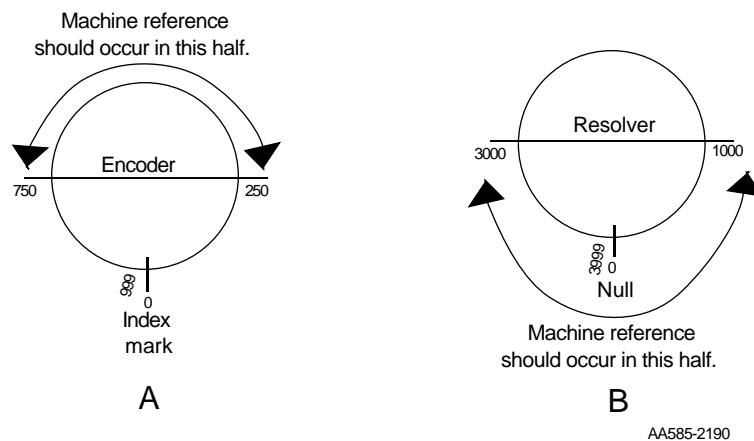 Machine reference
should occur in this half.
Encoder
750
250
999
0
Index
mark
A
Resolver
3000
1000
3999
0
Null
Machine reference
should occur in this half.
B
AA585-2190